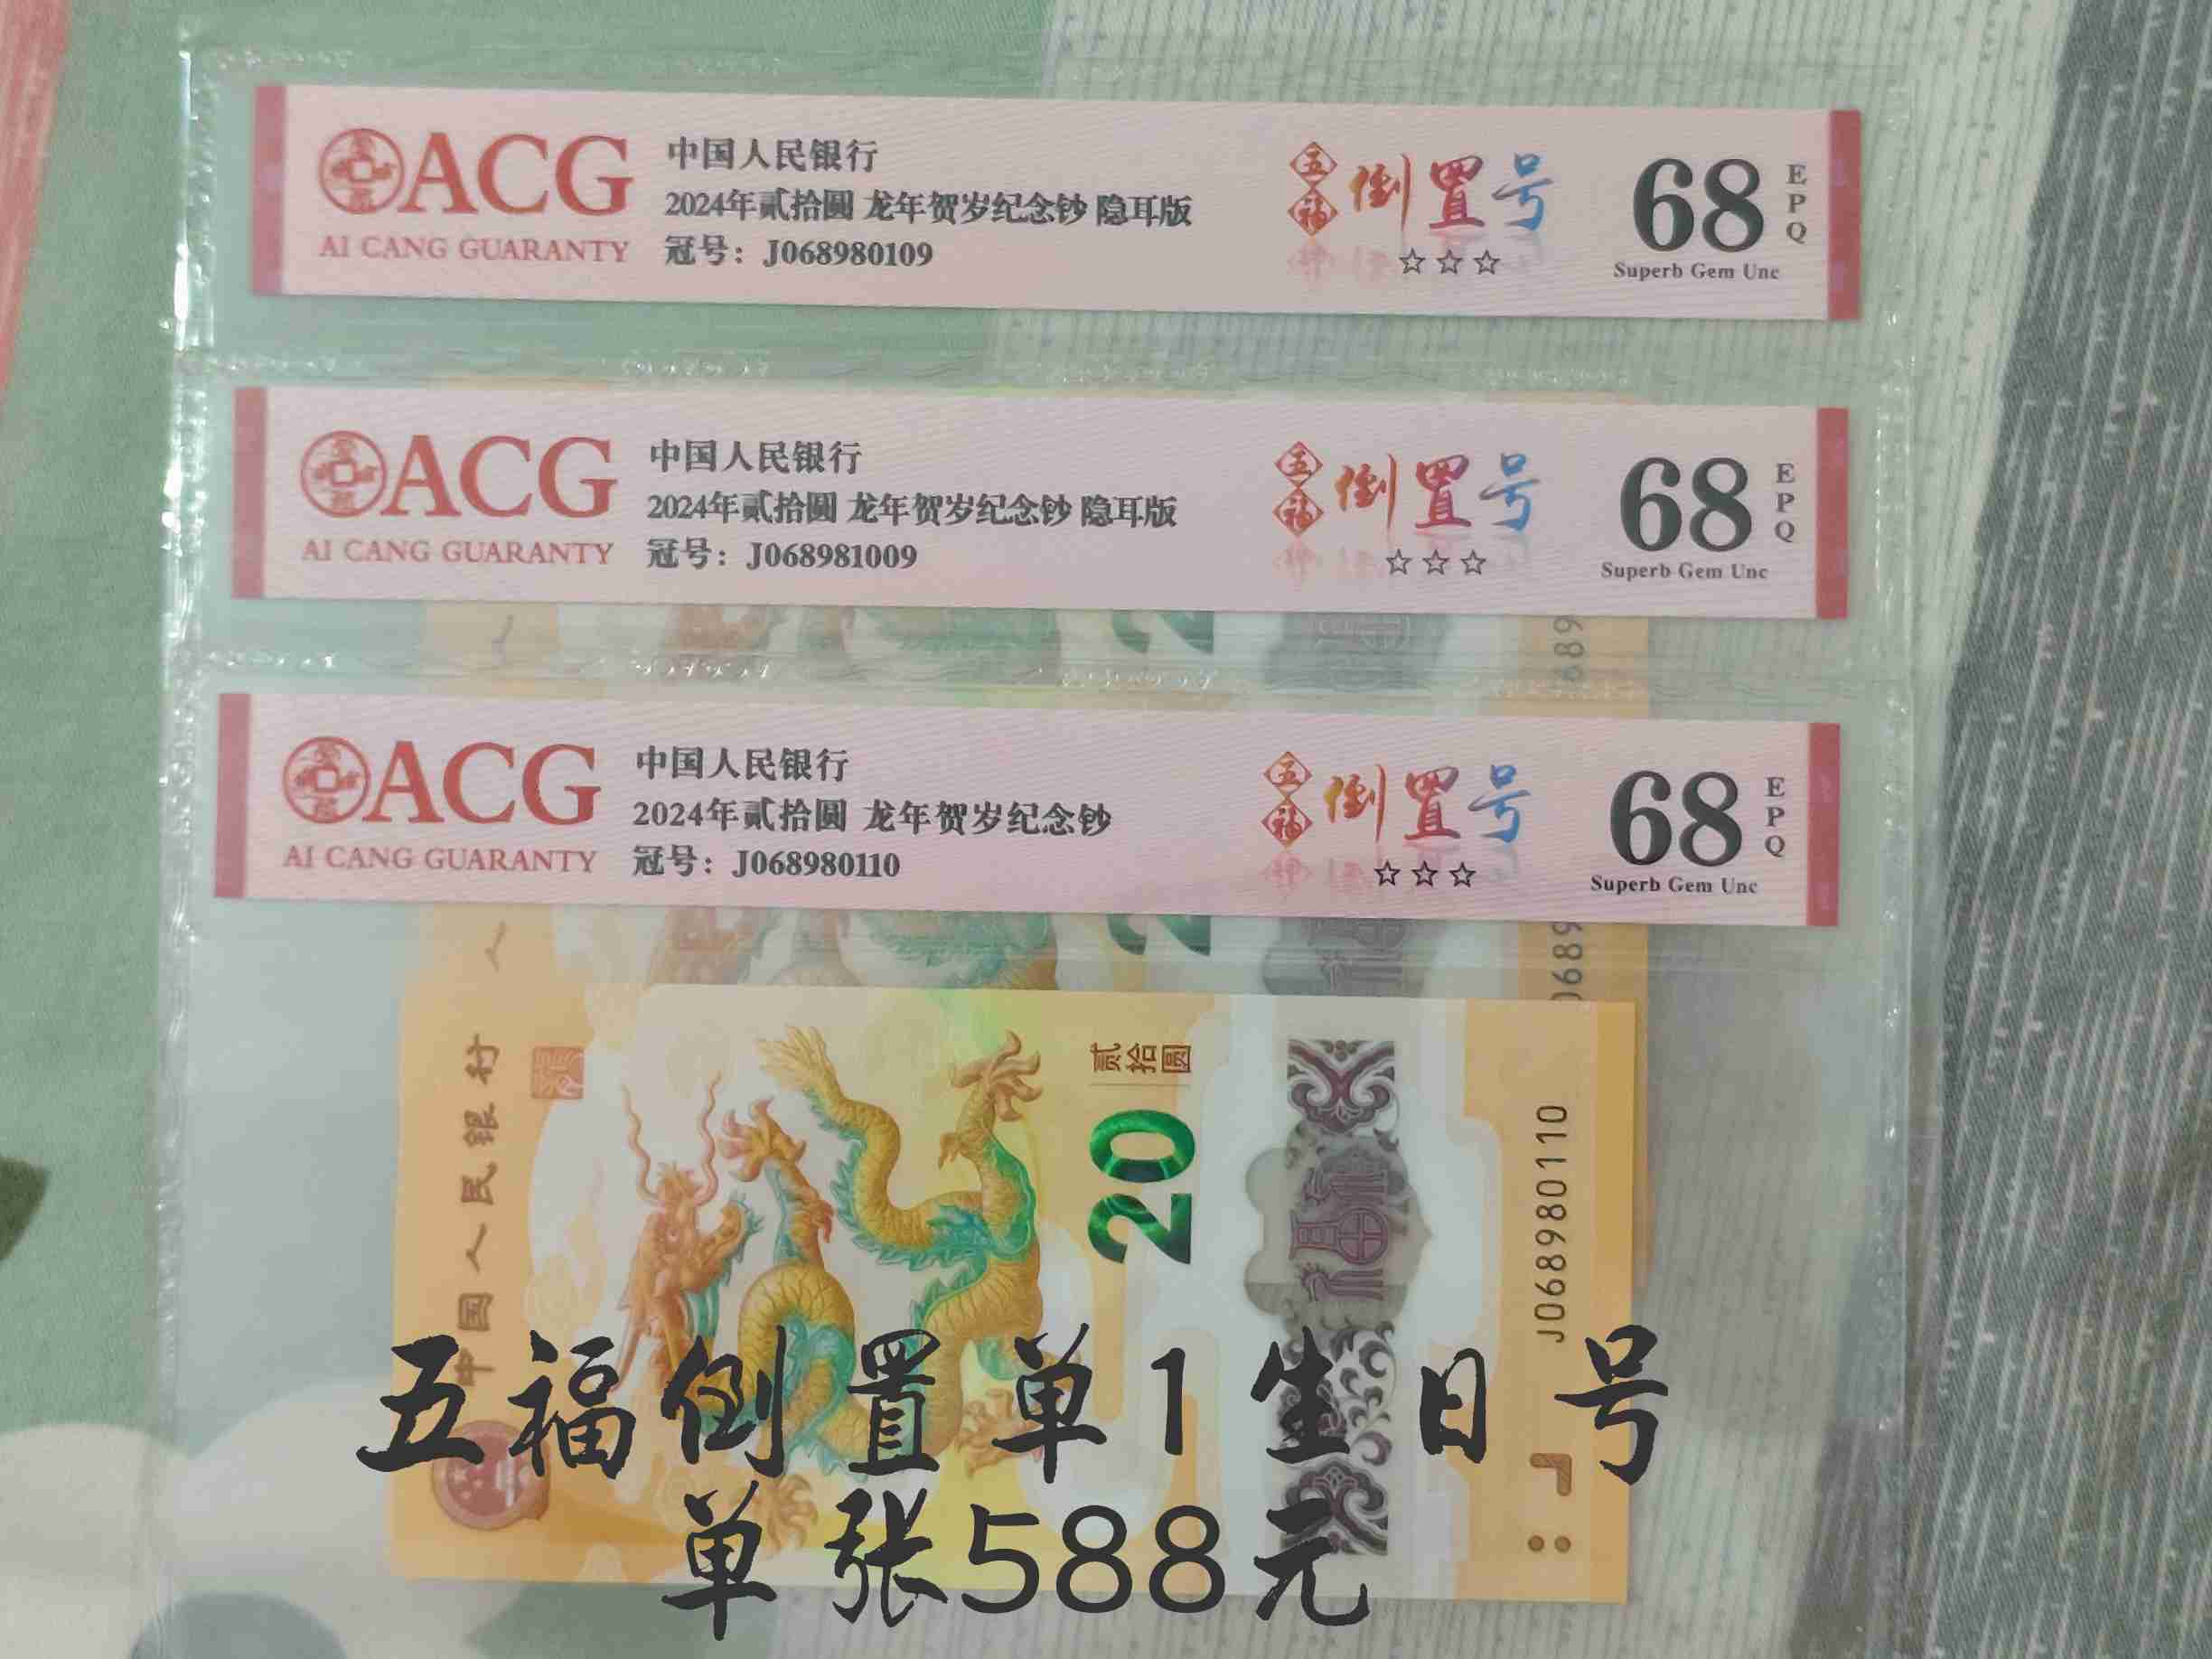 ACG
AI CANG GUARANTY
中国人民银行
2024年贰拾圆 龙年贺岁纪念钞 隐耳版
冠号：J068980109
五福
倒置号
☆☆☆
68
EPQ
Superb Gem Unc
ACG
AI CANG GUARANTY
中国人民银行
2024年贰拾圆 龙年贺岁纪念钞 隐耳版
冠号：J068981009
五福
倒置号
☆☆☆
68
EPQ
Superb Gem Unc
689
ACG
AI CANG GUARANTY
中国人民银行
2024年贰拾圆 龙年贺岁纪念钞
冠号：J068980110
五福
倒置号
☆☆☆
68
EPQ
Superb Gem Unc
0689
中国人民银行
贰拾圆
20
J068980110
五福倒置单1生日号
单张588元